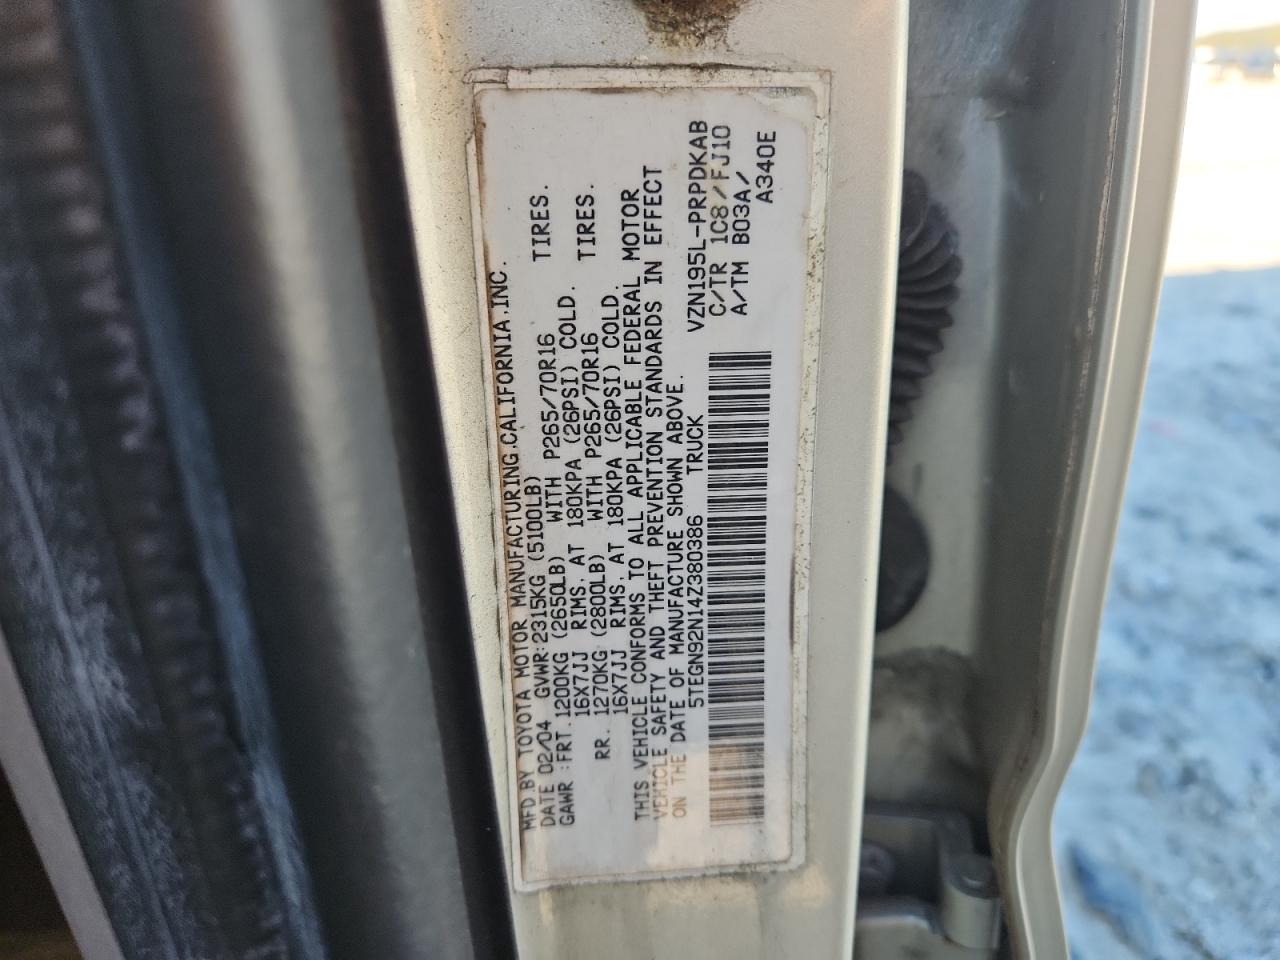 MFD.BY TOYOTA MOTOR MANUFACTURING.CALIFORNIA.INC.
DATE 02/04 GVWR:2315KG (5100LB)
GAWR :FRT.1200KG (2650LB) WITH P265/70R16 TIRES.
16X7JJ RIMS. AT 180KPA (26PSI) COLD.
RR. 1270KG (2800LB) WITH P265/70R16 TIRES.
16X7JJ RIMS. AT 180KPA (26PSI) COLD.
THIS VEHICLE CONFORMS TO ALL APPLICABLE FEDERAL MOTOR
VEHICLE SAFETY AND THEFT PREVENTION STANDARDS IN EFFECT
ON THE DATE OF MANUFACTURE SHOWN ABOVE.
5TEGN92N14Z380386 TRUCK
VZN195L-PRPDKAB
C/TR 1C8/FJ10
A/TM B03A/
A340E